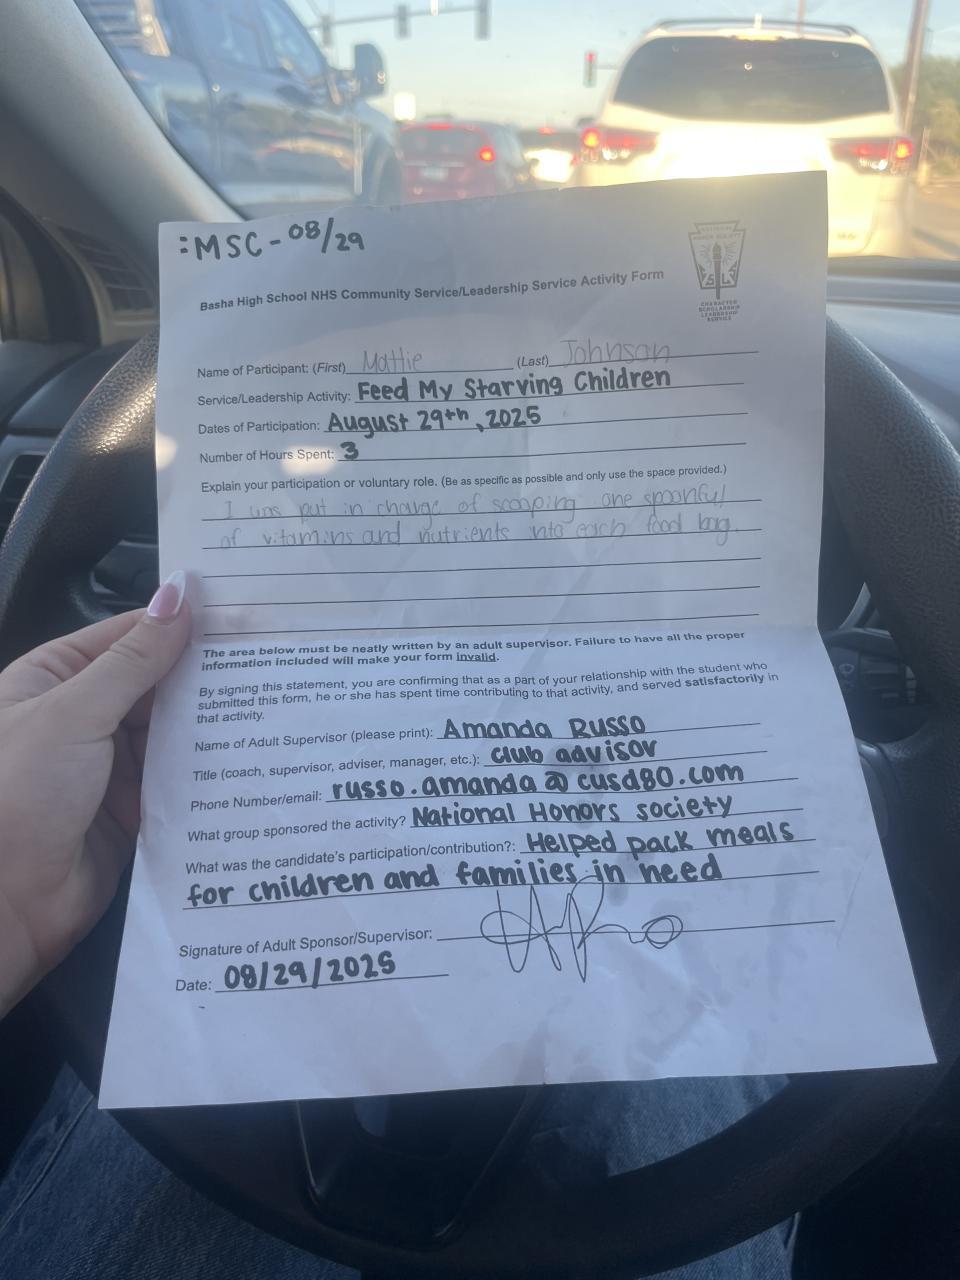 :MSC-08/29
NATIONAL
HONOR SOCIETY
CHARACTER
SCHOLARSHIP
LEADERSHIP
SERVICE
Basha High School NHS Community Service/Leadership Service Activity Form
Name of Participant: (First) Mattie (Last) Johnson
Service/Leadership Activity: Feed My Starving Children
Dates of Participation: August 29th, 2025
Number of Hours Spent: 3
Explain your participation or voluntary role. (Be as specific as possible and only use the space provided.)
I was put in charge of scooping one spoonful
of vitamins and nutrients into each food bag.
The area below must be neatly written by an adult supervisor. Failure to have all the proper
information included will make your form invalid.
By signing this statement, you are confirming that as a part of your relationship with the student who
submitted this form, he or she has spent time contributing to that activity, and served satisfactorily in
that activity.
Name of Adult Supervisor (please print): Amanda Russo
Title (coach, supervisor, adviser, manager, etc.): club advisor
Phone Number/email: russo.amanda@cusd80.com
What group sponsored the activity? National Honors society
What was the candidate's participation/contribution?: Helped pack meals
for children and families in need
Signature of Adult Sponsor/Supervisor:
Date: 08/29/2025